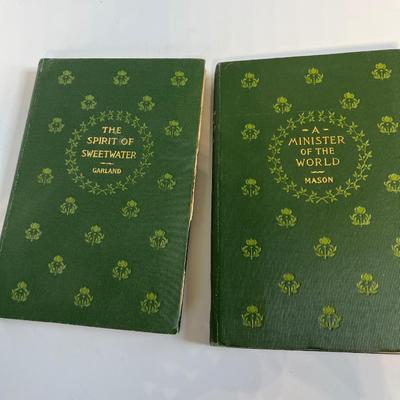 THE
SPIRIT OF
SWEETWATER
GARLAND
-A-
MINISTER
OF THE
WORLD
MASON